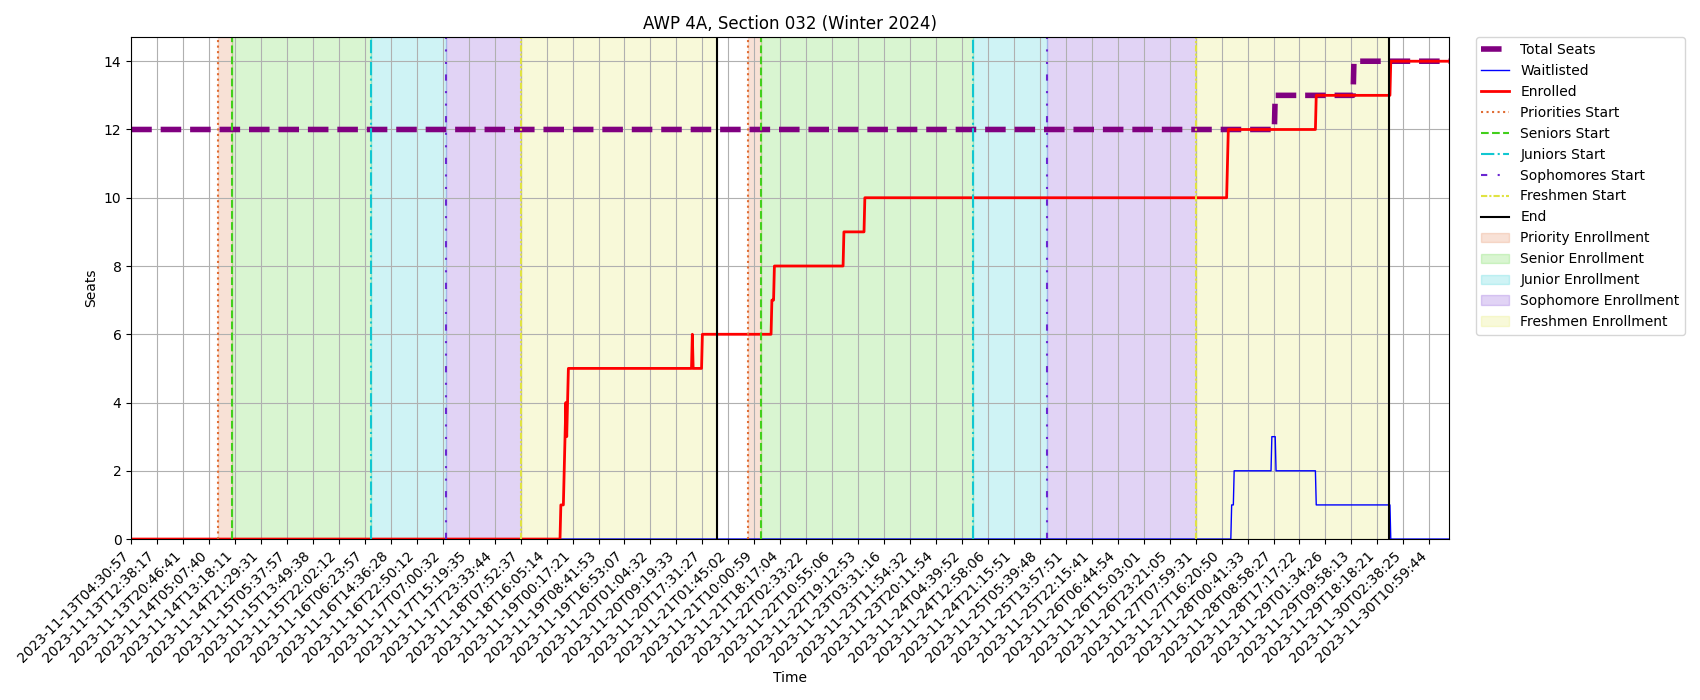 AWP 4A, Section 032 (Winter 2024)
Seats
14
12
10
8
6
4
2
0
2023-11-13T04:30:57
2023-11-13T12:38:17
2023-11-13T20:46:41
2023-11-14T05:07:40
2023-11-14T13:18:11
2023-11-14T21:29:31
2023-11-15T05:37:57
2023-11-15T13:49:38
2023-11-15T22:02:12
2023-11-16T06:23:57
2023-11-16T14:36:28
2023-11-16T22:50:12
2023-11-17T07:00:32
2023-11-17T15:19:35
2023-11-17T23:33:44
2023-11-18T07:52:37
2023-11-18T16:05:14
2023-11-19T00:17:21
2023-11-19T08:41:53
2023-11-19T16:53:07
2023-11-20T01:04:32
2023-11-20T09:19:33
2023-11-20T17:31:27
2023-11-21T01:45:02
2023-11-21T10:00:59
2023-11-21T18:17:04
2023-11-22T02:33:22
2023-11-22T10:55:06
2023-11-22T19:12:53
2023-11-23T03:31:16
2023-11-23T11:54:32
2023-11-23T20:11:54
2023-11-24T04:39:52
2023-11-24T12:58:06
2023-11-24T21:15:51
2023-11-25T05:39:48
2023-11-25T13:57:51
2023-11-25T22:15:41
2023-11-26T06:44:54
2023-11-26T15:03:01
2023-11-26T23:21:05
2023-11-27T07:59:31
2023-11-27T16:20:50
2023-11-28T00:41:33
2023-11-28T08:58:27
2023-11-28T17:17:22
2023-11-29T01:34:26
2023-11-29T09:58:13
2023-11-29T18:18:21
2023-11-30T02:38:25
2023-11-30T10:59:44
Time
Total Seats
Waitlisted
Enrolled
Priorities Start
Seniors Start
Juniors Start
Sophomores Start
Freshmen Start
End
Priority Enrollment
Senior Enrollment
Junior Enrollment
Sophomore Enrollment
Freshmen Enrollment